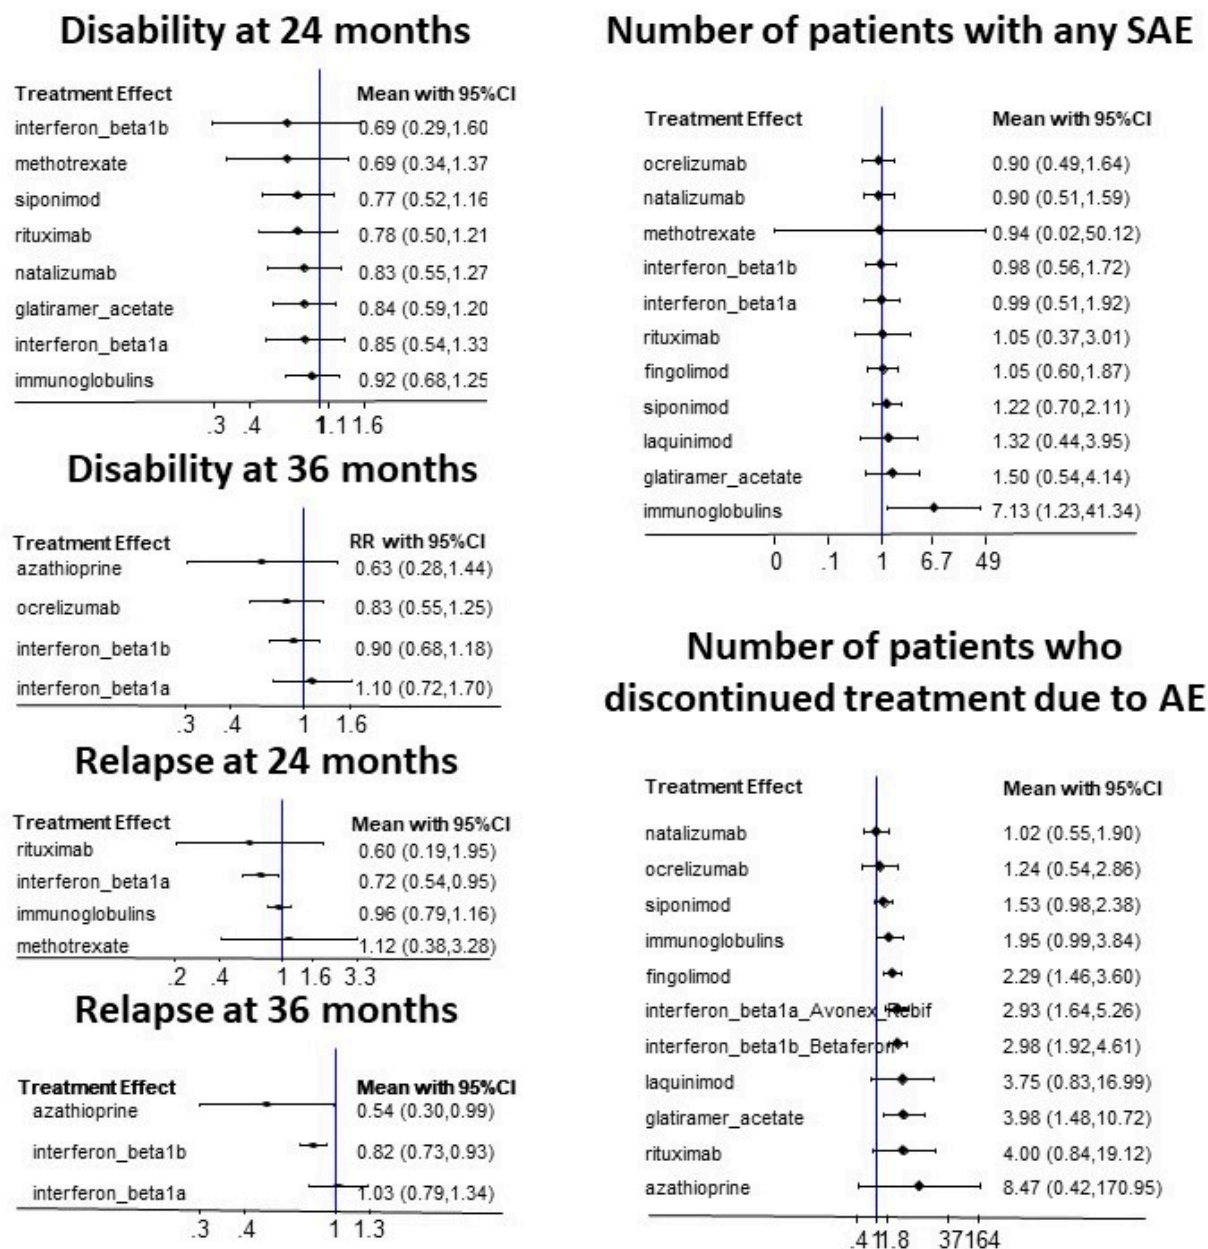 Disability at 24 months
Treatment Effect Mean with 95%CI
interferon_beta1b 0.69 (0.29,1.60
methotrexate 0.69 (0.34,1.37
siponimod 0.77 (0.52,1.16
rituximab 0.78 (0.50,1.21
natalizumab 0.83 (0.55,1.27
glatiramer_acetate 0.84 (0.59,1.20
interferon_beta1a 0.85 (0.54,1.33
immunoglobulins 0.92 (0.68,1.25
.3 .4 1 1.1 1.6
Disability at 36 months
Treatment Effect RR with 95%CI
azathioprine 0.63 (0.28,1.44)
ocrelizumab 0.83 (0.55,1.25)
interferon_beta1b 0.90 (0.68,1.18)
interferon_beta1a 1.10 (0.72,1.70)
.3 .4 1 1.6
Relapse at 24 months
Treatment Effect Mean with 95%CI
rituximab 0.60 (0.19,1.95)
interferon_beta1a 0.72 (0.54,0.95)
immunoglobulins 0.96 (0.79,1.16)
methotrexate 1.12 (0.38,3.28)
.2 .4 1 1.6 3.3
Relapse at 36 months
Treatment Effect Mean with 95%CI
azathioprine 0.54 (0.30,0.99)
interferon_beta1b 0.82 (0.73,0.93)
interferon_beta1a 1.03 (0.79,1.34)
.3 .4 1 1.3
Number of patients with any SAE
Treatment Effect Mean with 95%CI
ocrelizumab 0.90 (0.49,1.64)
natalizumab 0.90 (0.51,1.59)
methotrexate 0.94 (0.02,50.12)
interferon_beta1b 0.98 (0.56,1.72)
interferon_beta1a 0.99 (0.51,1.92)
rituximab 1.05 (0.37,3.01)
fingolimod 1.05 (0.60,1.87)
siponimod 1.22 (0.70,2.11)
laquinimod 1.32 (0.44,3.95)
glatiramer_acetate 1.50 (0.54,4.14)
immunoglobulins 7.13 (1.23,41.34)
0 .1 1 6.7 49
Number of patients who
discontinued treatment due to AE
Treatment Effect Mean with 95%CI
natalizumab 1.02 (0.55,1.90)
ocrelizumab 1.24 (0.54,2.86)
siponimod 1.53 (0.98,2.38)
immunoglobulins 1.95 (0.99,3.84)
fingolimod 2.29 (1.46,3.60)
interferon_beta1a_Avonex_Rebif 2.93 (1.64,5.26)
interferon_beta1b_Betaferon 2.98 (1.92,4.61)
laquinimod 3.75 (0.83,16.99)
glatiramer_acetate 3.98 (1.48,10.72)
rituximab 4.00 (0.84,19.12)
azathioprine 8.47 (0.42,170.95)
.4 1 1.8 37 164